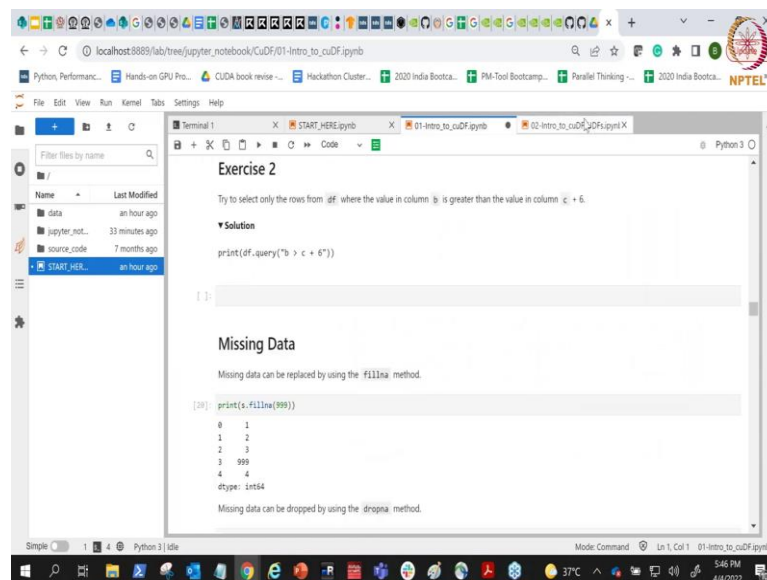 localhost:8889/lab/tree/jupyter_notebook/CuDF/01-Intro_to_cuDF.ipynb
Python, Performanc... Hands-on GPU Pro... CUDA book revise -... Hackathon Cluster... 2020 India Bootca... PM-Tool Bootcamp... Parallel Thinking -... 2020 India Bootca...
NPTEL
File Edit View Run Kernel Tabs Settings Help
Terminal 1 START_HERE.ipynb 01-Intro_to_cuDF.ipynb 02-Intro_to_cuDF_UDFs.ipynb
Code Python 3
Filter files by name
/
Name Last Modified
data an hour ago
jupyter_not... 33 minutes ago
source_code 7 months ago
START_HER... an hour ago
Exercise 2
Try to select only the rows from df where the value in column b is greater than the value in column c + 6.
▼ Solution
print(df.query("b > c + 6"))
[ ]:
Missing Data
Missing data can be replaced by using the fillna method.
[20]: print(s.fillna(999))
0 1
1 2
2 3
3 999
4 4
dtype: int64
Missing data can be dropped by using the dropna method.
Simple 1 4 Python 3 | Idle Mode: Command Ln 1, Col 1 01-Intro_to_cuDF.ipynb
37°C 5:46 PM
4/4/2022